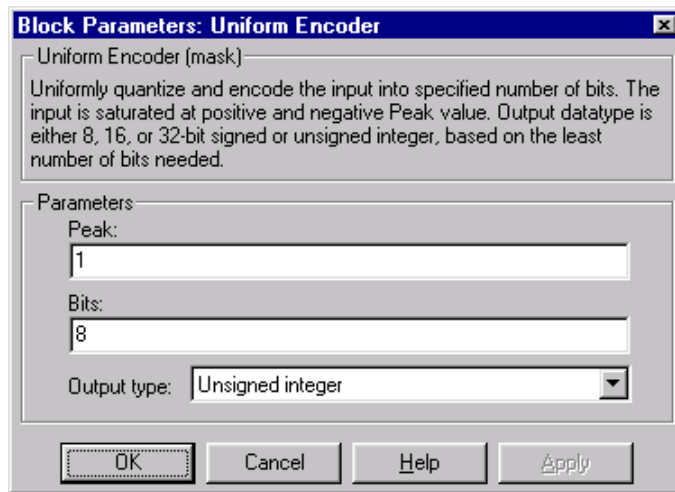 Block Parameters: Uniform Encoder
Uniform Encoder (mask)
Uniformly quantize and encode the input into specified number of bits. The
input is saturated at positive and negative Peak value. Output datatype is
either 8, 16, or 32-bit signed or unsigned integer, based on the least
number of bits needed.
Parameters
Peak:
1
Bits:
8
Output type: Unsigned integer
OK Cancel Help Apply